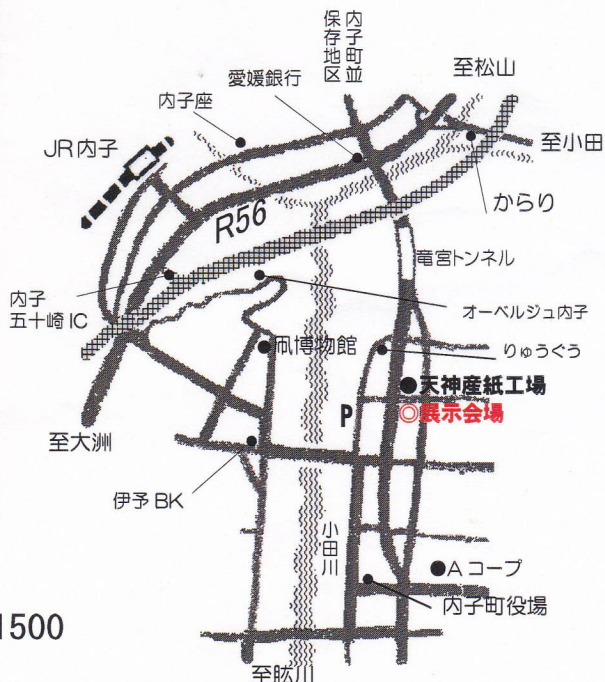 内子町並
保存地区
至松山
愛媛銀行
内子座
JR内子
至小田
からり
R56
竜宮トンネル
内子
五十崎 IC
オーベルジュ内子
凧博物館
りゅうぐう
●天神産紙工場
◎展示会場
P
至大洲
伊予 BK
小田川
●A コープ
内子町役場
1500
至肱川